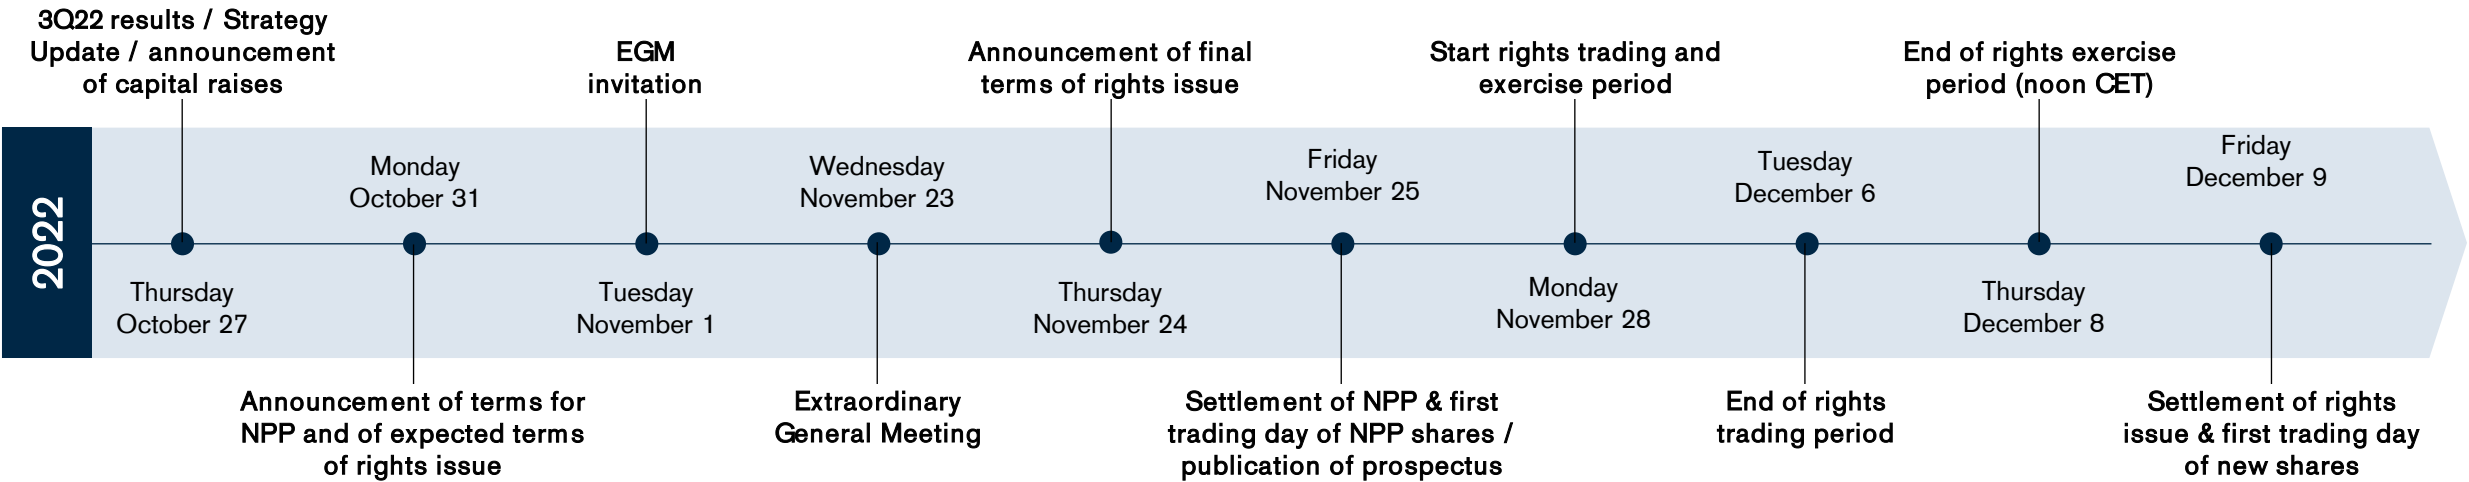 3Q22 results / Strategy
Update / announcement
of capital raises
EGM
invitation
Announcement of final
terms of rights issue
Start rights trading and
exercise period
End of rights exercise
period (noon CET)
2022
Thursday
October 27
Monday
October 31
Tuesday
November 1
Wednesday
November 23
Thursday
November 24
Friday
November 25
Monday
November 28
Tuesday
December 6
Thursday
December 8
Friday
December 9
Announcement of terms for
NPP and of expected terms
of rights issue
Extraordinary
General Meeting
Settlement of NPP & first
trading day of NPP shares /
publication of prospectus
End of rights
trading period
Settlement of rights
issue & first trading day
of new shares